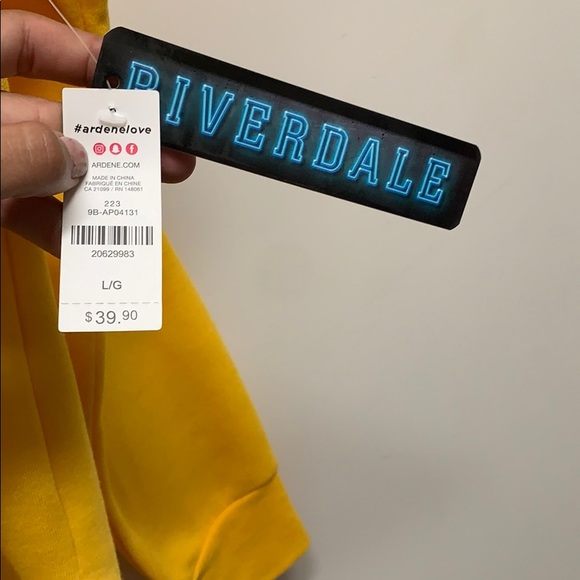 RIVERDALE
#ardenelove
ARDENE.COM
MADE IN CHINA
FABRIQUÉ EN CHINE
CA 21099 / RN 148061
223
9B-AP04131
20629983
L/G
$39.90